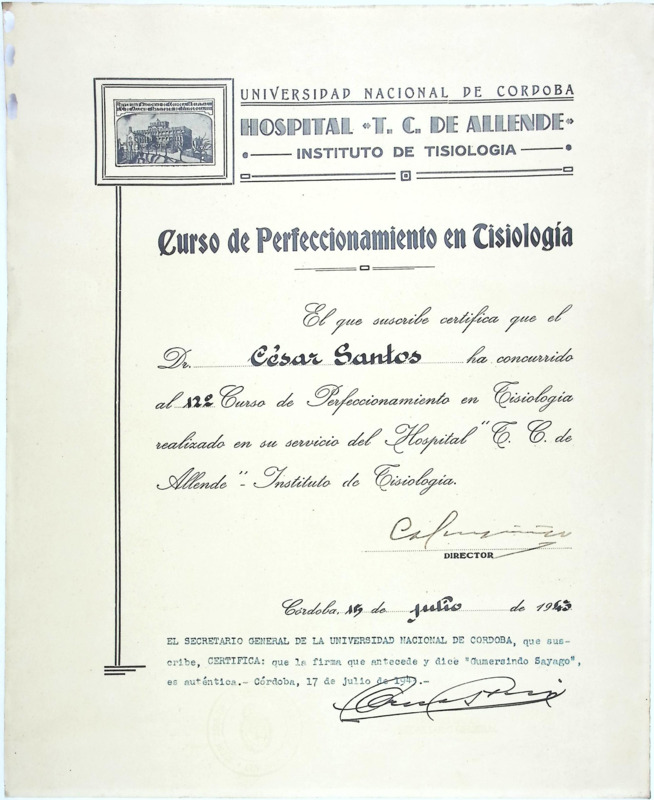 UNIVERSIDAD NACIONAL DE CORDOBA
HOSPITAL «T. C. DE ALLENDE»
INSTITUTO DE TISIOLOGIA
Curso de Perfeccionamiento en Tisiología
El que suscribe certifica que el
Dr. César Santos ha concurrido
al 12º Curso de Perfeccionamiento en Tisiología
realizado en su servicio del Hospital "T. C. de
Allende" - Instituto de Tisiologia.
DIRECTOR
Córdoba, 15 de julio de 1943
EL SECRETARIO GENERAL DE LA UNIVERSIDAD NACIONAL DE CORDOBA, que sus-
cribe, CERTIFICA: que la firma que antecede y dice "Gumersindo Sayago",
es auténtica.- Córdoba, 17 de julio de 1943.-